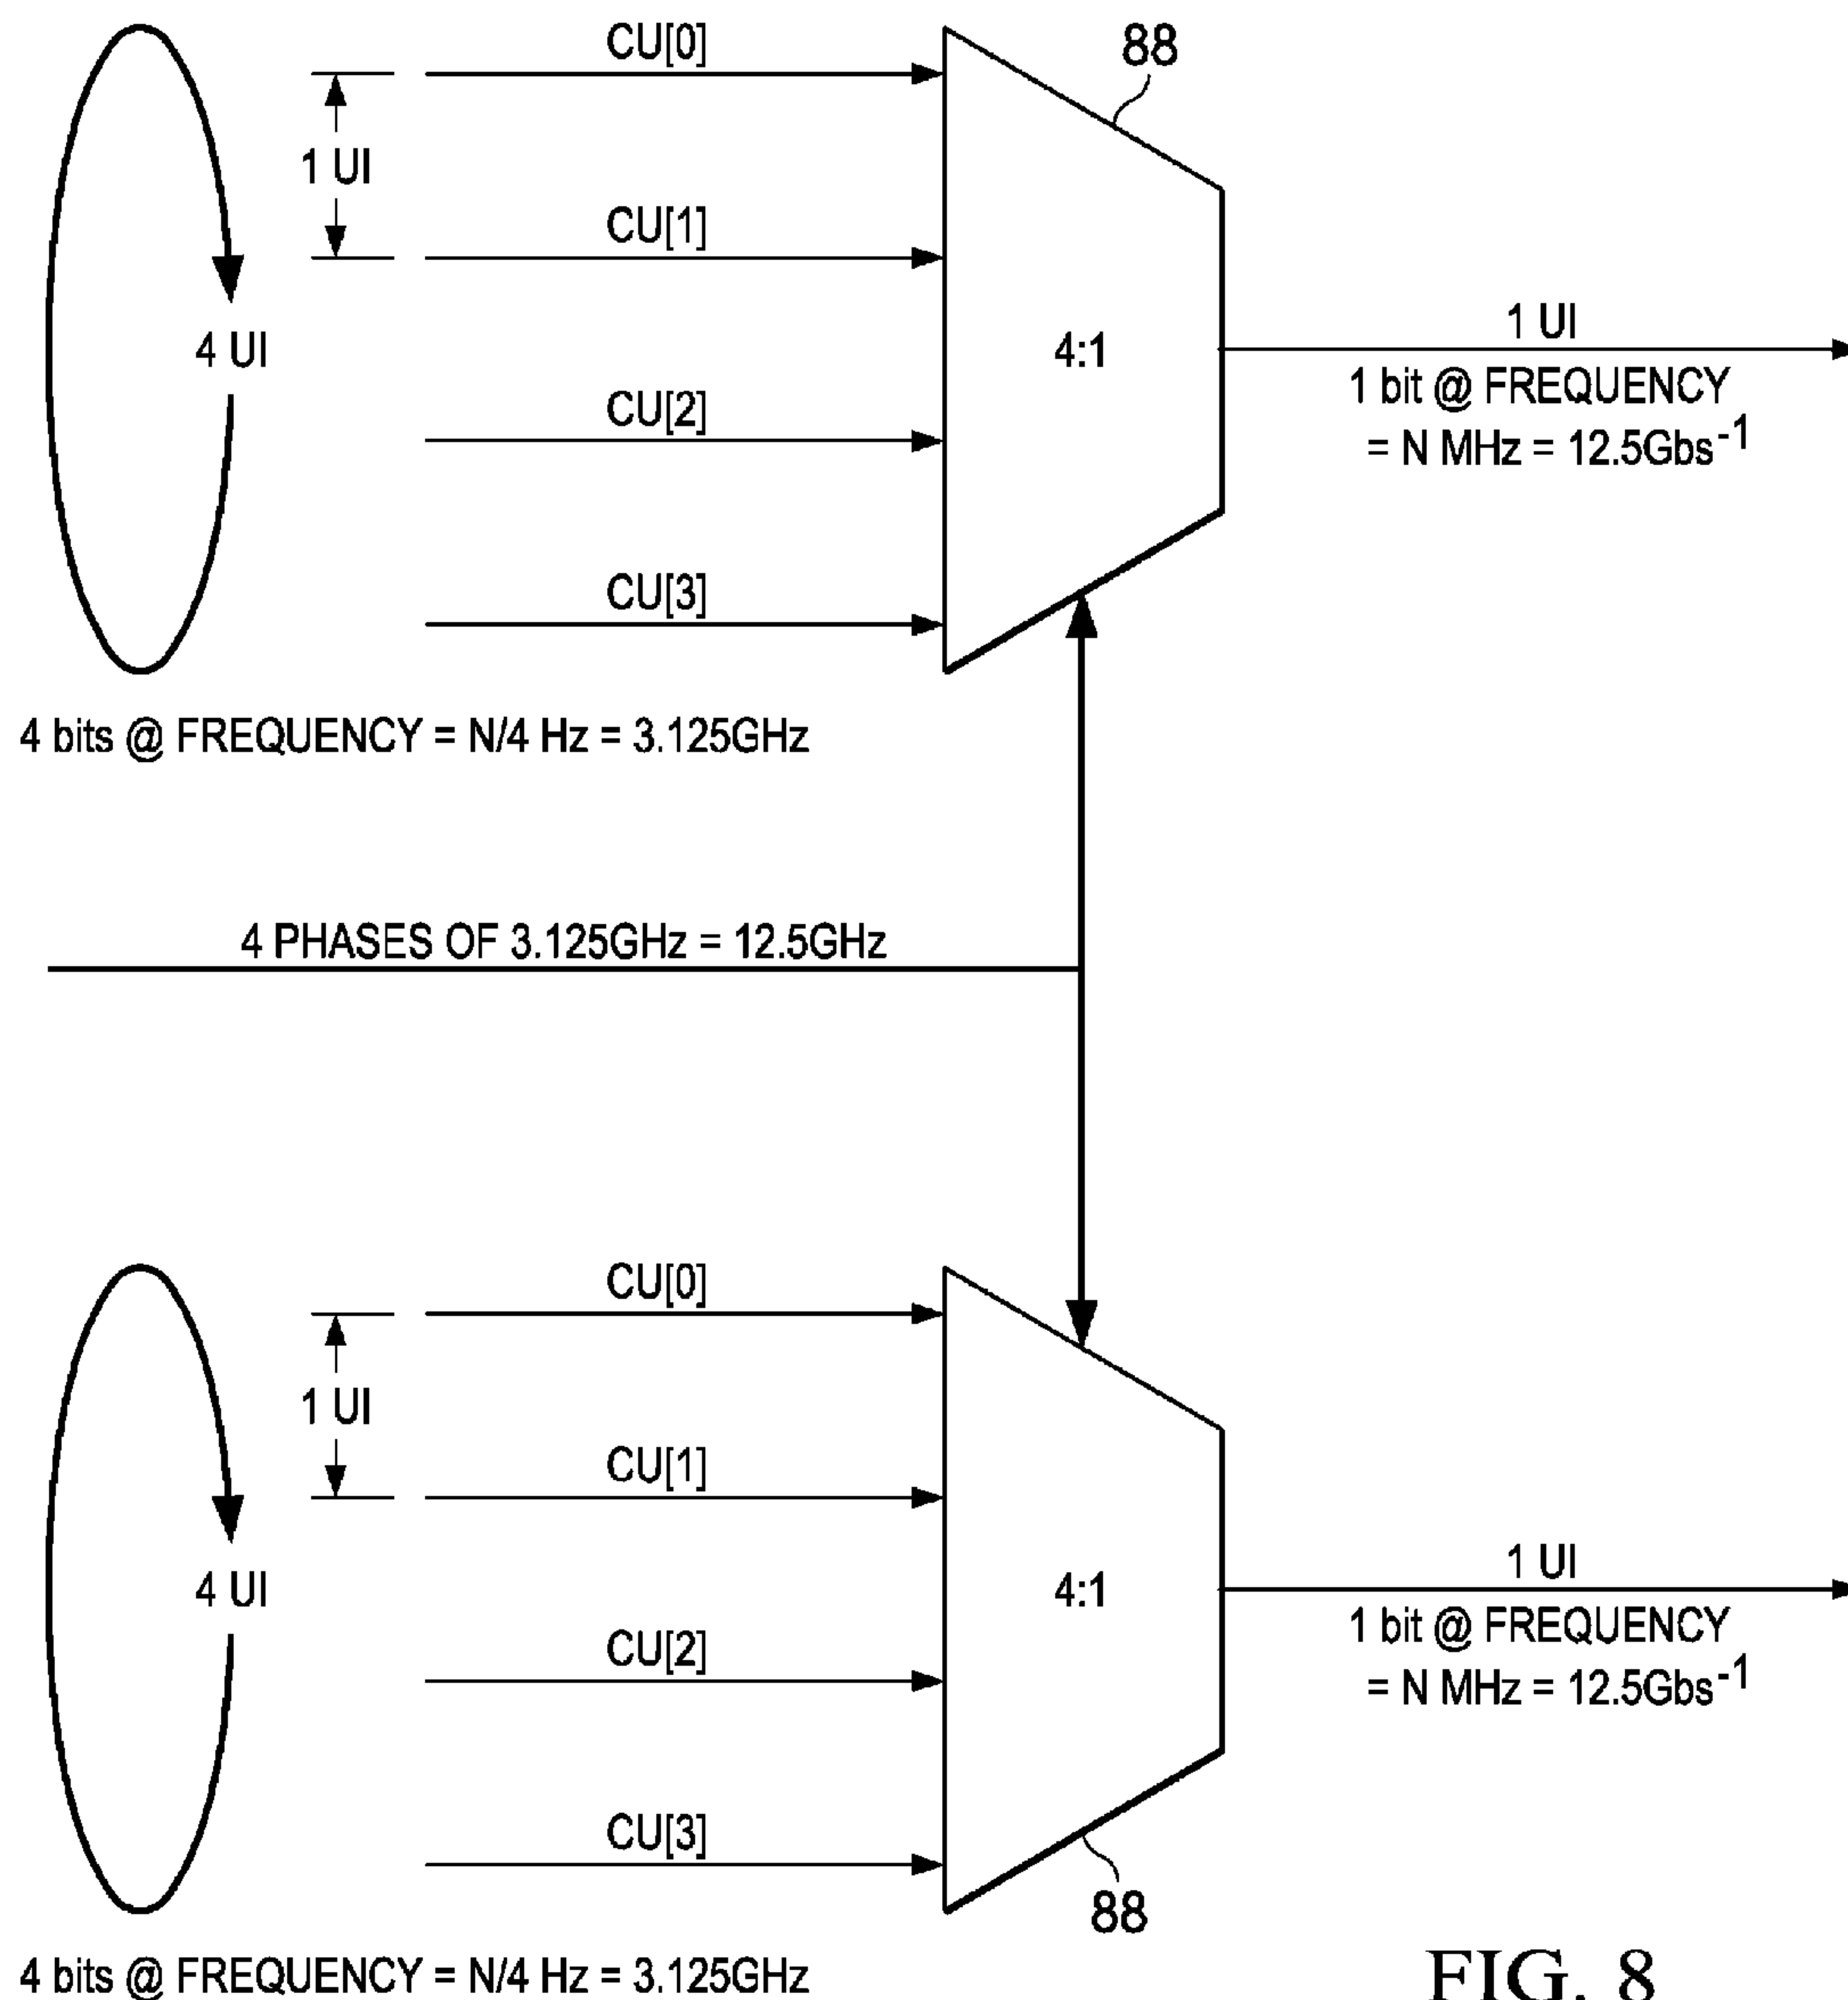 CU[0]
88
1 UI
CU[1]
4 UI
4:1
1 UI
1 bit @ FREQUENCY
= N MHz = 12.5Gbs⁻¹
CU[2]
CU[3]
4 bits @ FREQUENCY = N/4 Hz = 3.125GHz
4 PHASES OF 3.125GHz = 12.5GHz
CU[0]
1 UI
CU[1]
4 UI
4:1
1 UI
1 bit @ FREQUENCY
= N MHz = 12.5Gbs⁻¹
CU[2]
CU[3]
88
4 bits @ FREQUENCY = N/4 Hz = 3.125GHz
FIG. 8